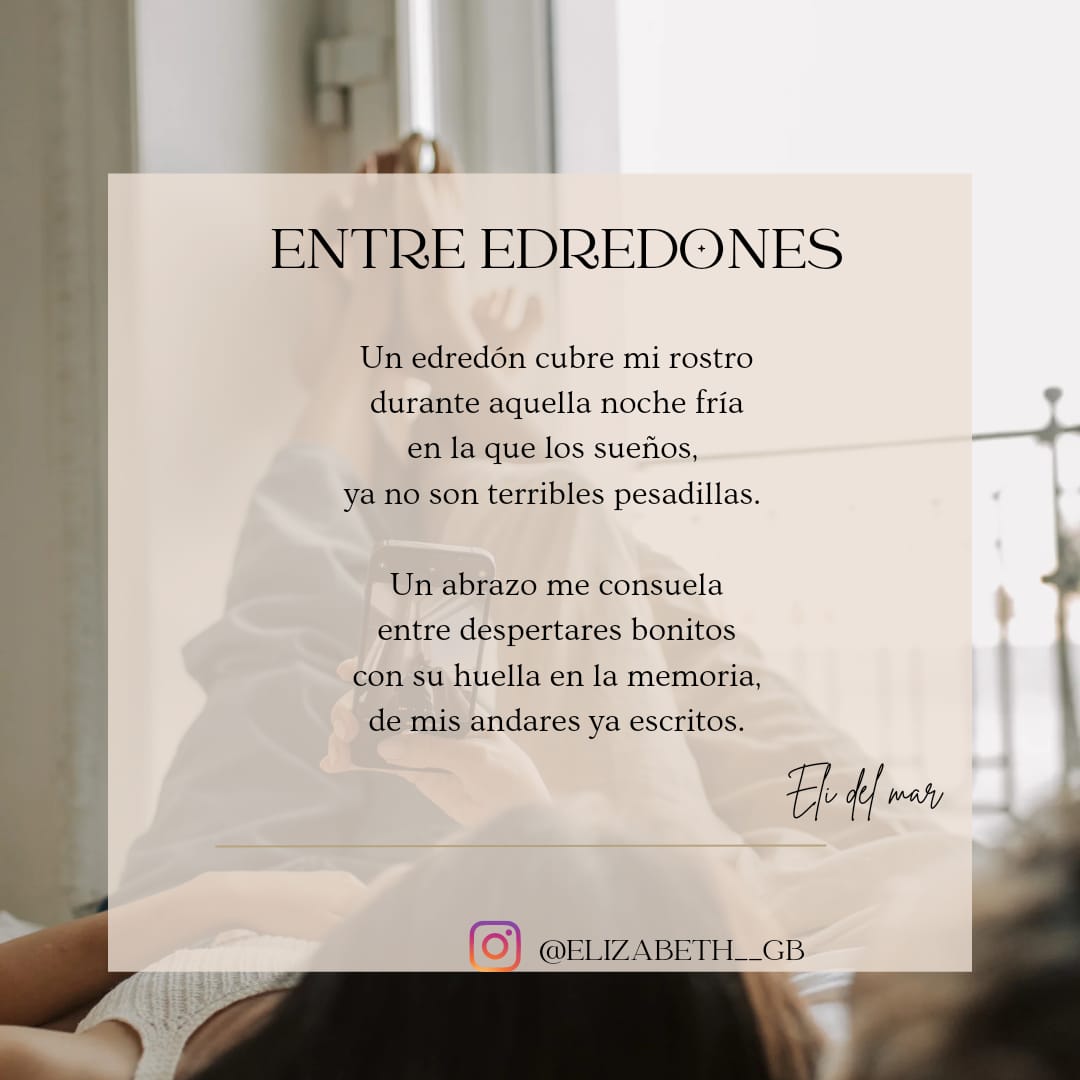 ENTRE EDREDONES
Un edredón cubre mi rostro
durante aquella noche fría
en la que los sueños,
ya no son terribles pesadillas.
Un abrazo me consuela
entre despertares bonitos
con su huella en la memoria,
de mis andares ya escritos.
Eli del mar
@ELIZABETH__GB